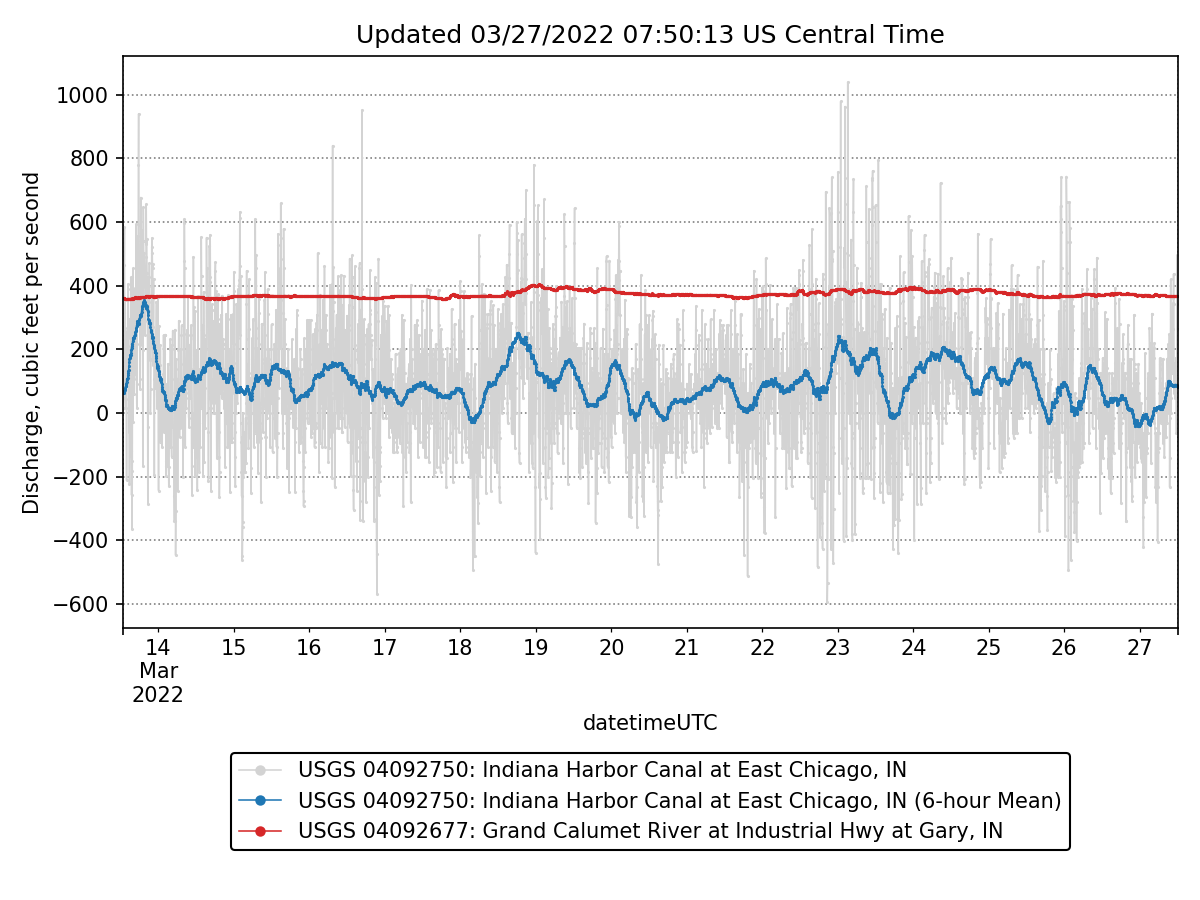 Updated 03/27/2022 07:50:13 US Central Time
Discharge, cubic feet per second
1000
800
600
400
200
0
−200
−400
−600
14 15 16 17 18 19 20 21 22 23 24 25 26 27
Mar
2022
datetimeUTC
USGS 04092750: Indiana Harbor Canal at East Chicago, IN
USGS 04092750: Indiana Harbor Canal at East Chicago, IN (6-hour Mean)
USGS 04092677: Grand Calumet River at Industrial Hwy at Gary, IN